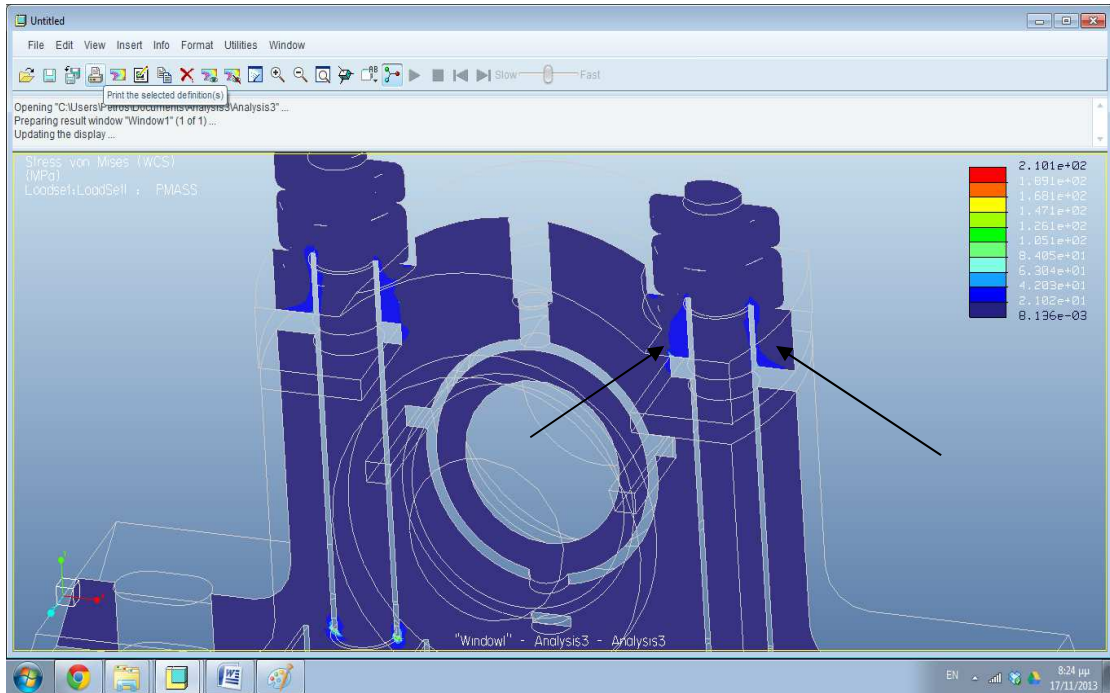 Untitled
File Edit View Insert Info Format Utilities Window
AB
Slow Fast
Print the selected definition(s)
Opening "C:\Users\Petros\Documents\Analysis3\Analysis3" ...
Preparing result window "Window1" (1 of 1) ...
Updating the display ...
Stress von Mises (WCS)
(MPa)
Loadset:LoadSet1 : PMASS
2.101e+02
1.891e+02
1.681e+02
1.471e+02
1.261e+02
1.051e+02
8.405e+01
6.304e+01
4.203e+01
2.102e+01
8.136e-03
"Window1" - Analysis3 - Analysis3
EN
8:24 μμ
17/11/2013